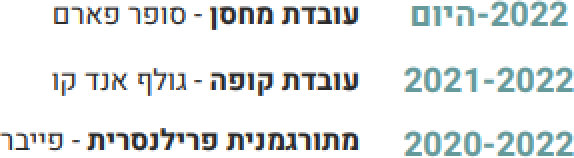 2022-היום עובדת מחסן - סופר פארם
2021-2022 עובדת קופה - גולף אנד קו
2020-2022 מתורגמנית פרילנסרית - פייבר